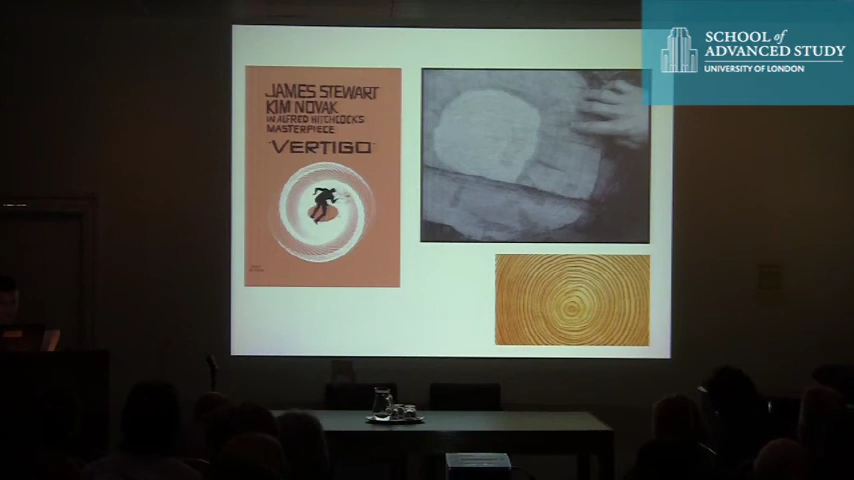 JAMES STEWART
KIM NOVAK
IN ALFRED HITCHCOCK'S
MASTERPIECE
'VERTIGO'
SCHOOL of
ADVANCED STUDY
UNIVERSITY OF LONDON